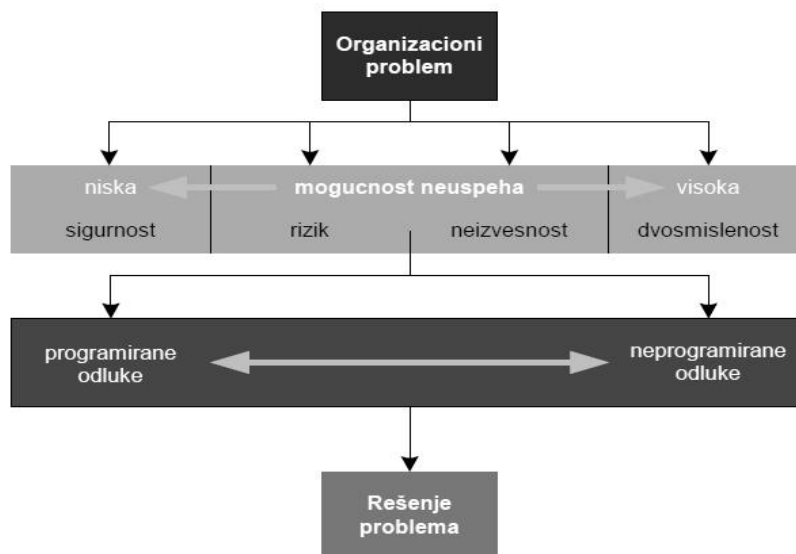 Organizacioni
problem
niska mogucnost neuspeha visoka
sigurnost rizik neizvesnost dvosmislenost
programirane
odluke
neprogramirane
odluke
Rešenje
problema